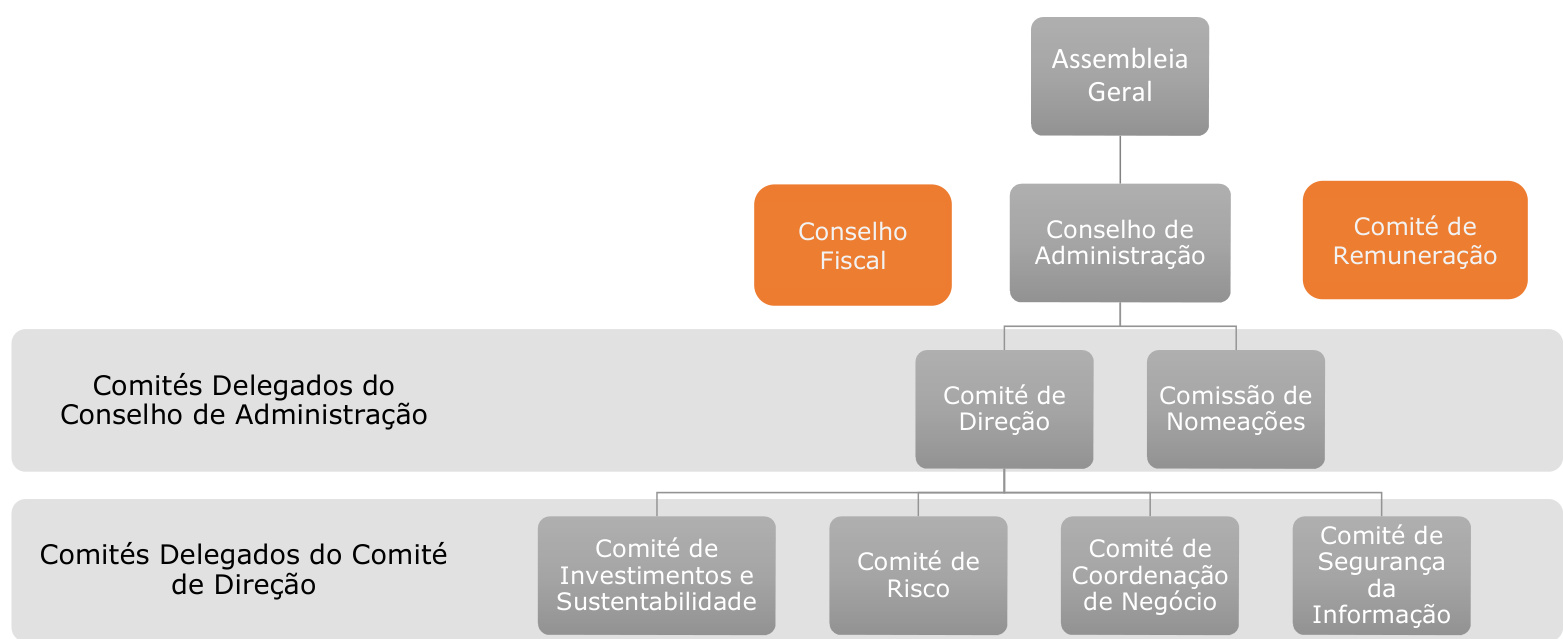 Assembleia
Geral
Conselho
Fiscal
Conselho de
Administração
Comité de
Remuneração
Comités Delegados do
Conselho de Administração
Comité de
Direção
Comissão de
Nomeações
Comités Delegados do Comité
de Direção
Comité de
Investimentos e
Sustentabilidade
Comité de
Risco
Comité de
Coordenação
de Negócio
Comité de
Segurança
da
Informação